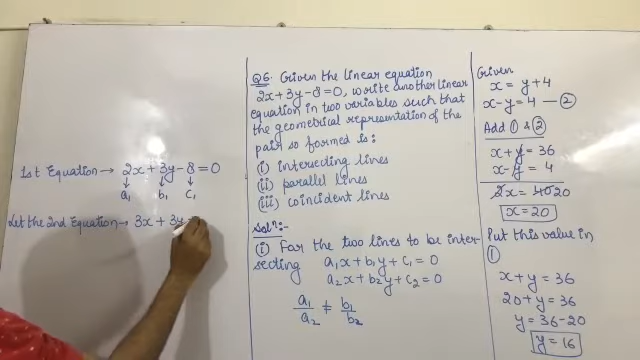 1st Equation → 2x + 3y - 8 = 0
↓ ↓ ↓
a₁ b₁ c₁
Let the 2nd Equation → 3x + 3y -
Q6. Given the linear equation
2x+3y-8=0, write another linear
equation in two variables such that
the geometrical representation of the
pair so formed is:
(i) intersecting lines
(ii) parallel lines
(iii) coincident lines
Solⁿ:-
(i) For the two lines to be inter
secting a₁x + b₁y + c₁ = 0
a₂x + b₂y + c₂ = 0
a₁/a₂ ≠ b₁/b₂
Given
x = y+4
x-y = 4 — ②
Add ① & ②
x + y = 36
x - y = 4
2x = 40 20
x = 20
Put this value in
①
x + y = 36
20 + y = 36
y = 36-20
y = 16